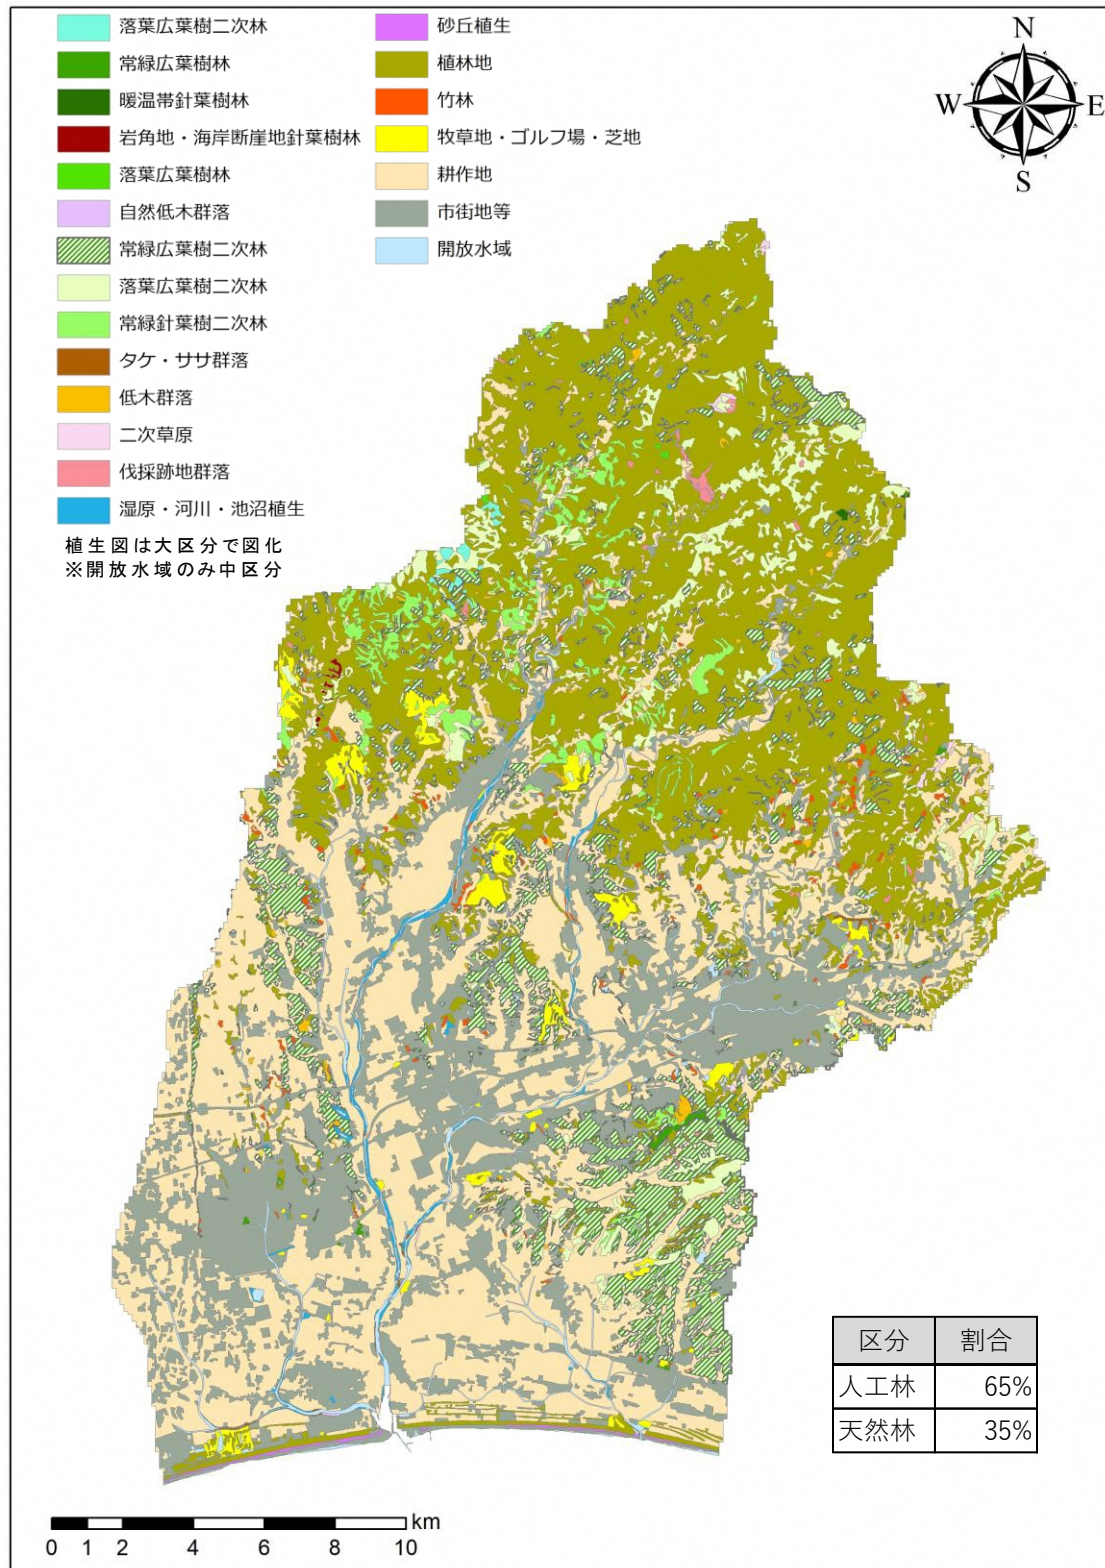 落葉広葉樹二次林
常緑広葉樹林
暖温帯針葉樹林
岩角地・海岸断崖地針葉樹林
落葉広葉樹林
自然低木群落
常緑広葉樹二次林
落葉広葉樹二次林
常緑針葉樹二次林
タケ・ササ群落
低木群落
二次草原
伐採跡地群落
湿原・河川・池沼植生
砂丘植生
植林地
竹林
牧草地・ゴルフ場・芝地
耕作地
市街地等
開放水域
植生図は大区分で図化
※開放水域のみ中区分
N
W E
S
区分 割合
人工林 65%
天然林 35%
km
0 1 2 4 6 8 10